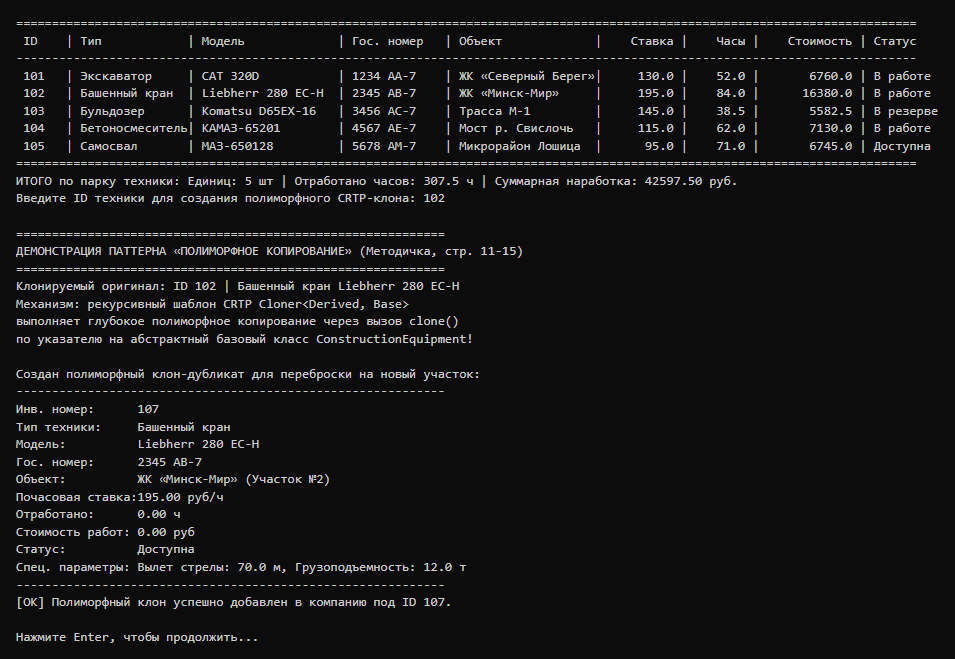 ==============================================================================================================================
ID | Тип | Модель | Гос. номер | Объект | Ставка | Часы | Стоимость | Статус
------------------------------------------------------------------------------------------------------------------------------
101 | Экскаватор | CAT 320D | 1234 AA-7 | ЖК «Северный Берег»| 130.0 | 52.0 | 6760.0 | В работе
102 | Башенный кран | Liebherr 280 EC-H | 2345 AB-7 | ЖК «Минск-Мир» | 195.0 | 84.0 | 16380.0 | В работе
103 | Бульдозер | Komatsu D65EX-16 | 3456 AC-7 | Трасса М-1 | 145.0 | 38.5 | 5582.5 | В резерве
104 | Бетоносмеситель| КАМАЗ-65201 | 4567 AE-7 | Мост р. Свислочь | 115.0 | 62.0 | 7130.0 | В работе
105 | Самосвал | МАЗ-650128 | 5678 AM-7 | Микрорайон Лошица | 95.0 | 71.0 | 6745.0 | Доступна
==============================================================================================================================
ИТОГО по парку техники: Единиц: 5 шт | Отработано часов: 307.5 ч | Суммарная наработка: 42597.50 руб.
Введите ID техники для создания полиморфного CRTP-клона: 102
============================================================
ДЕМОНСТРАЦИЯ ПАТТЕРНА «ПОЛИМОРФНОЕ КОПИРОВАНИЕ» (Методичка, стр. 11-15)
============================================================
Клонируемый оригинал: ID 102 | Башенный кран Liebherr 280 EC-H
Механизм: рекурсивный шаблон CRTP Cloner<Derived, Base>
выполняет глубокое полиморфное копирование через вызов clone()
по указателю на абстрактный базовый класс ConstructionEquipment!
Создан полиморфный клон-дубликат для переброски на новый участок:
------------------------------------------------------------
Инв. номер: 107
Тип техники: Башенный кран
Модель: Liebherr 280 EC-H
Гос. номер: 2345 AB-7
Объект: ЖК «Минск-Мир» (Участок №2)
Почасовая ставка:195.00 руб/ч
Отработано: 0.00 ч
Стоимость работ: 0.00 руб
Статус: Доступна
Спец. параметры: Вылет стрелы: 70.0 м, Грузоподъемность: 12.0 т
------------------------------------------------------------
[OK] Полиморфный клон успешно добавлен в компанию под ID 107.
Нажмите Enter, чтобы продолжить...